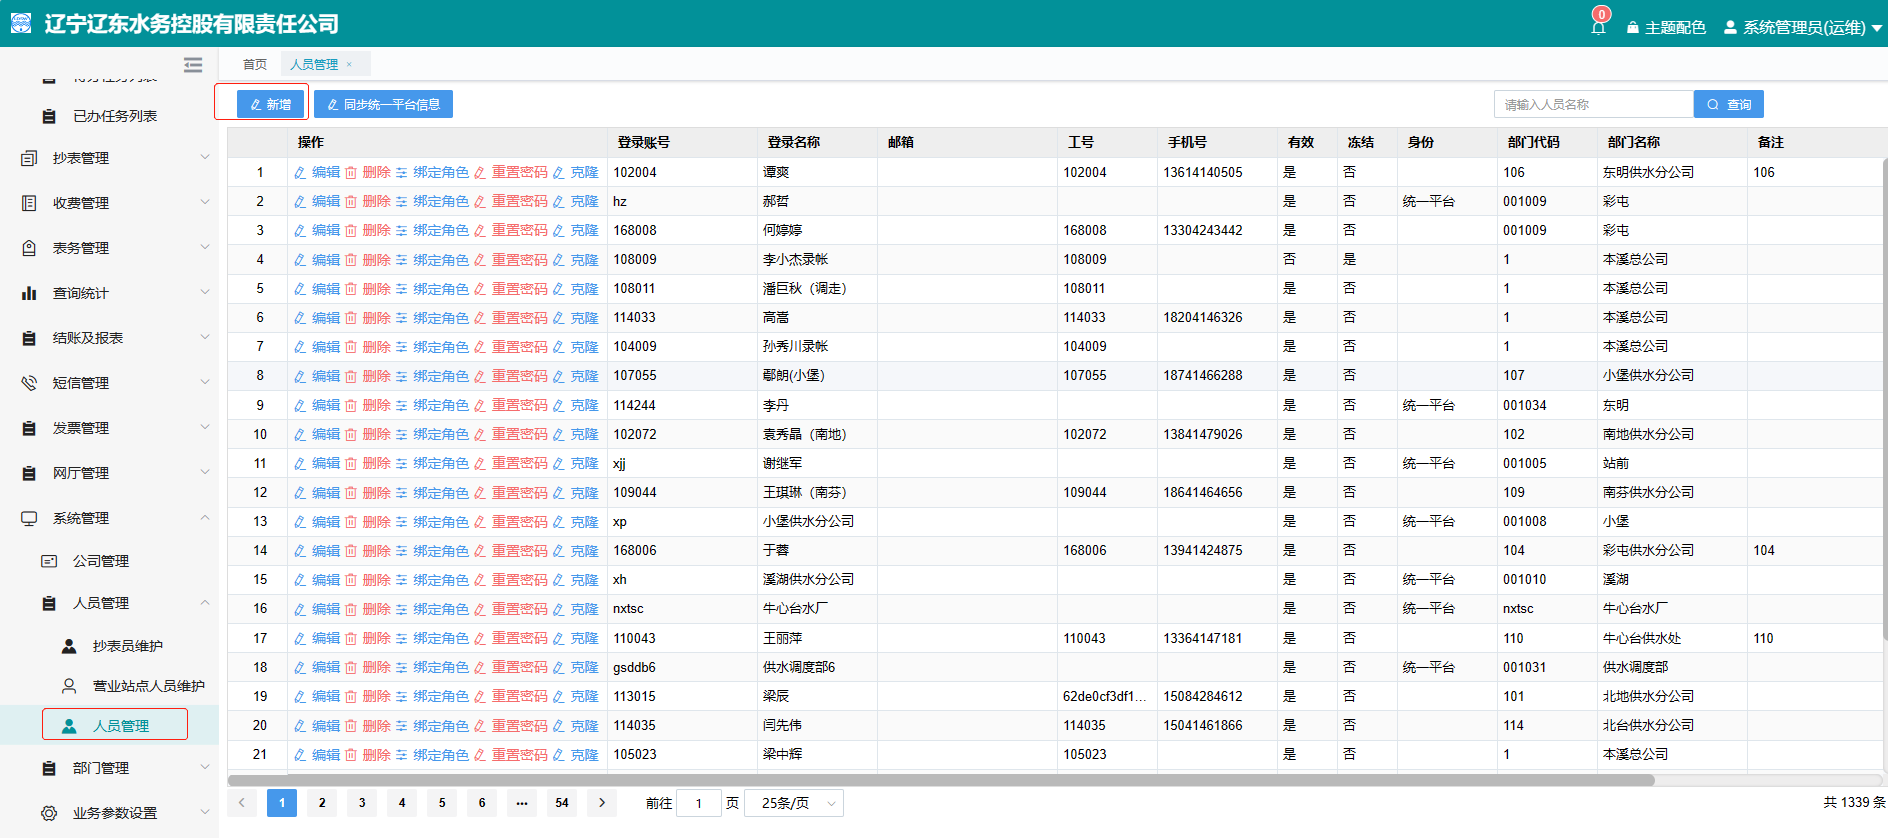 辽宁辽东水务控股有限责任公司
0
主题配色
系统管理员(运维)
首页
人员管理 ×
已办任务列表
抄表管理
收费管理
表务管理
查询统计
结账及报表
短信管理
发票管理
网厅管理
系统管理
公司管理
人员管理
抄表员维护
营业站点人员维护
人员管理
部门管理
业务参数设置
新增
同步统一平台信息
请输入人员名称
查询
操作 登录账号 登录名称 邮箱 工号 手机号 有效 冻结 身份 部门代码 部门名称 备注
1 编辑 删除 绑定角色 重置密码 克隆 102004 谭爽 102004 13614140505 是 否 106 东明供水分公司 106
2 编辑 删除 绑定角色 重置密码 克隆 hz 郝哲 是 否 统一平台 001009 彩屯
3 编辑 删除 绑定角色 重置密码 克隆 168008 何婷婷 168008 13304243442 是 否 001009 彩屯
4 编辑 删除 绑定角色 重置密码 克隆 108009 李小杰录帐 108009 否 是 1 本溪总公司
5 编辑 删除 绑定角色 重置密码 克隆 108011 潘巨秋（调走） 108011 是 否 1 本溪总公司
6 编辑 删除 绑定角色 重置密码 克隆 114033 高嵩 114033 18204146326 是 否 1 本溪总公司
7 编辑 删除 绑定角色 重置密码 克隆 104009 孙秀川录帐 104009 是 否 1 本溪总公司
8 编辑 删除 绑定角色 重置密码 克隆 107055 鄢朗(小堡） 107055 18741466288 是 否 107 小堡供水分公司
9 编辑 删除 绑定角色 重置密码 克隆 114244 李丹 是 否 统一平台 001034 东明
10 编辑 删除 绑定角色 重置密码 克隆 102072 袁秀晶（南地） 102072 13841479026 是 否 102 南地供水分公司
11 编辑 删除 绑定角色 重置密码 克隆 xjj 谢继军 是 否 统一平台 001005 站前
12 编辑 删除 绑定角色 重置密码 克隆 109044 王琪琳（南芬） 109044 18641464656 是 否 109 南芬供水分公司
13 编辑 删除 绑定角色 重置密码 克隆 xp 小堡供水分公司 是 否 统一平台 001008 小堡
14 编辑 删除 绑定角色 重置密码 克隆 168006 于蓉 168006 13941424875 是 否 104 彩屯供水分公司 104
15 编辑 删除 绑定角色 重置密码 克隆 xh 溪湖供水分公司 是 否 统一平台 001010 溪湖
16 编辑 删除 绑定角色 重置密码 克隆 nxtsc 牛心台水厂 是 否 统一平台 nxtsc 牛心台水厂
17 编辑 删除 绑定角色 重置密码 克隆 110043 王丽萍 110043 13364147181 是 否 110 牛心台供水处 110
18 编辑 删除 绑定角色 重置密码 克隆 gsddb6 供水调度部6 是 否 统一平台 001031 供水调度部
19 编辑 删除 绑定角色 重置密码 克隆 113015 梁辰 62de0cf3df1... 15084284612 是 否 101 北地供水分公司
20 编辑 删除 绑定角色 重置密码 克隆 114035 闫先伟 114035 15041461866 是 否 114 北台供水分公司
21 编辑 删除 绑定角色 重置密码 克隆 105023 梁中辉 105023 是 否 1 本溪总公司
1 2 3 4 5 6 ··· 54 前往 1 页 25条/页
共 1339 条